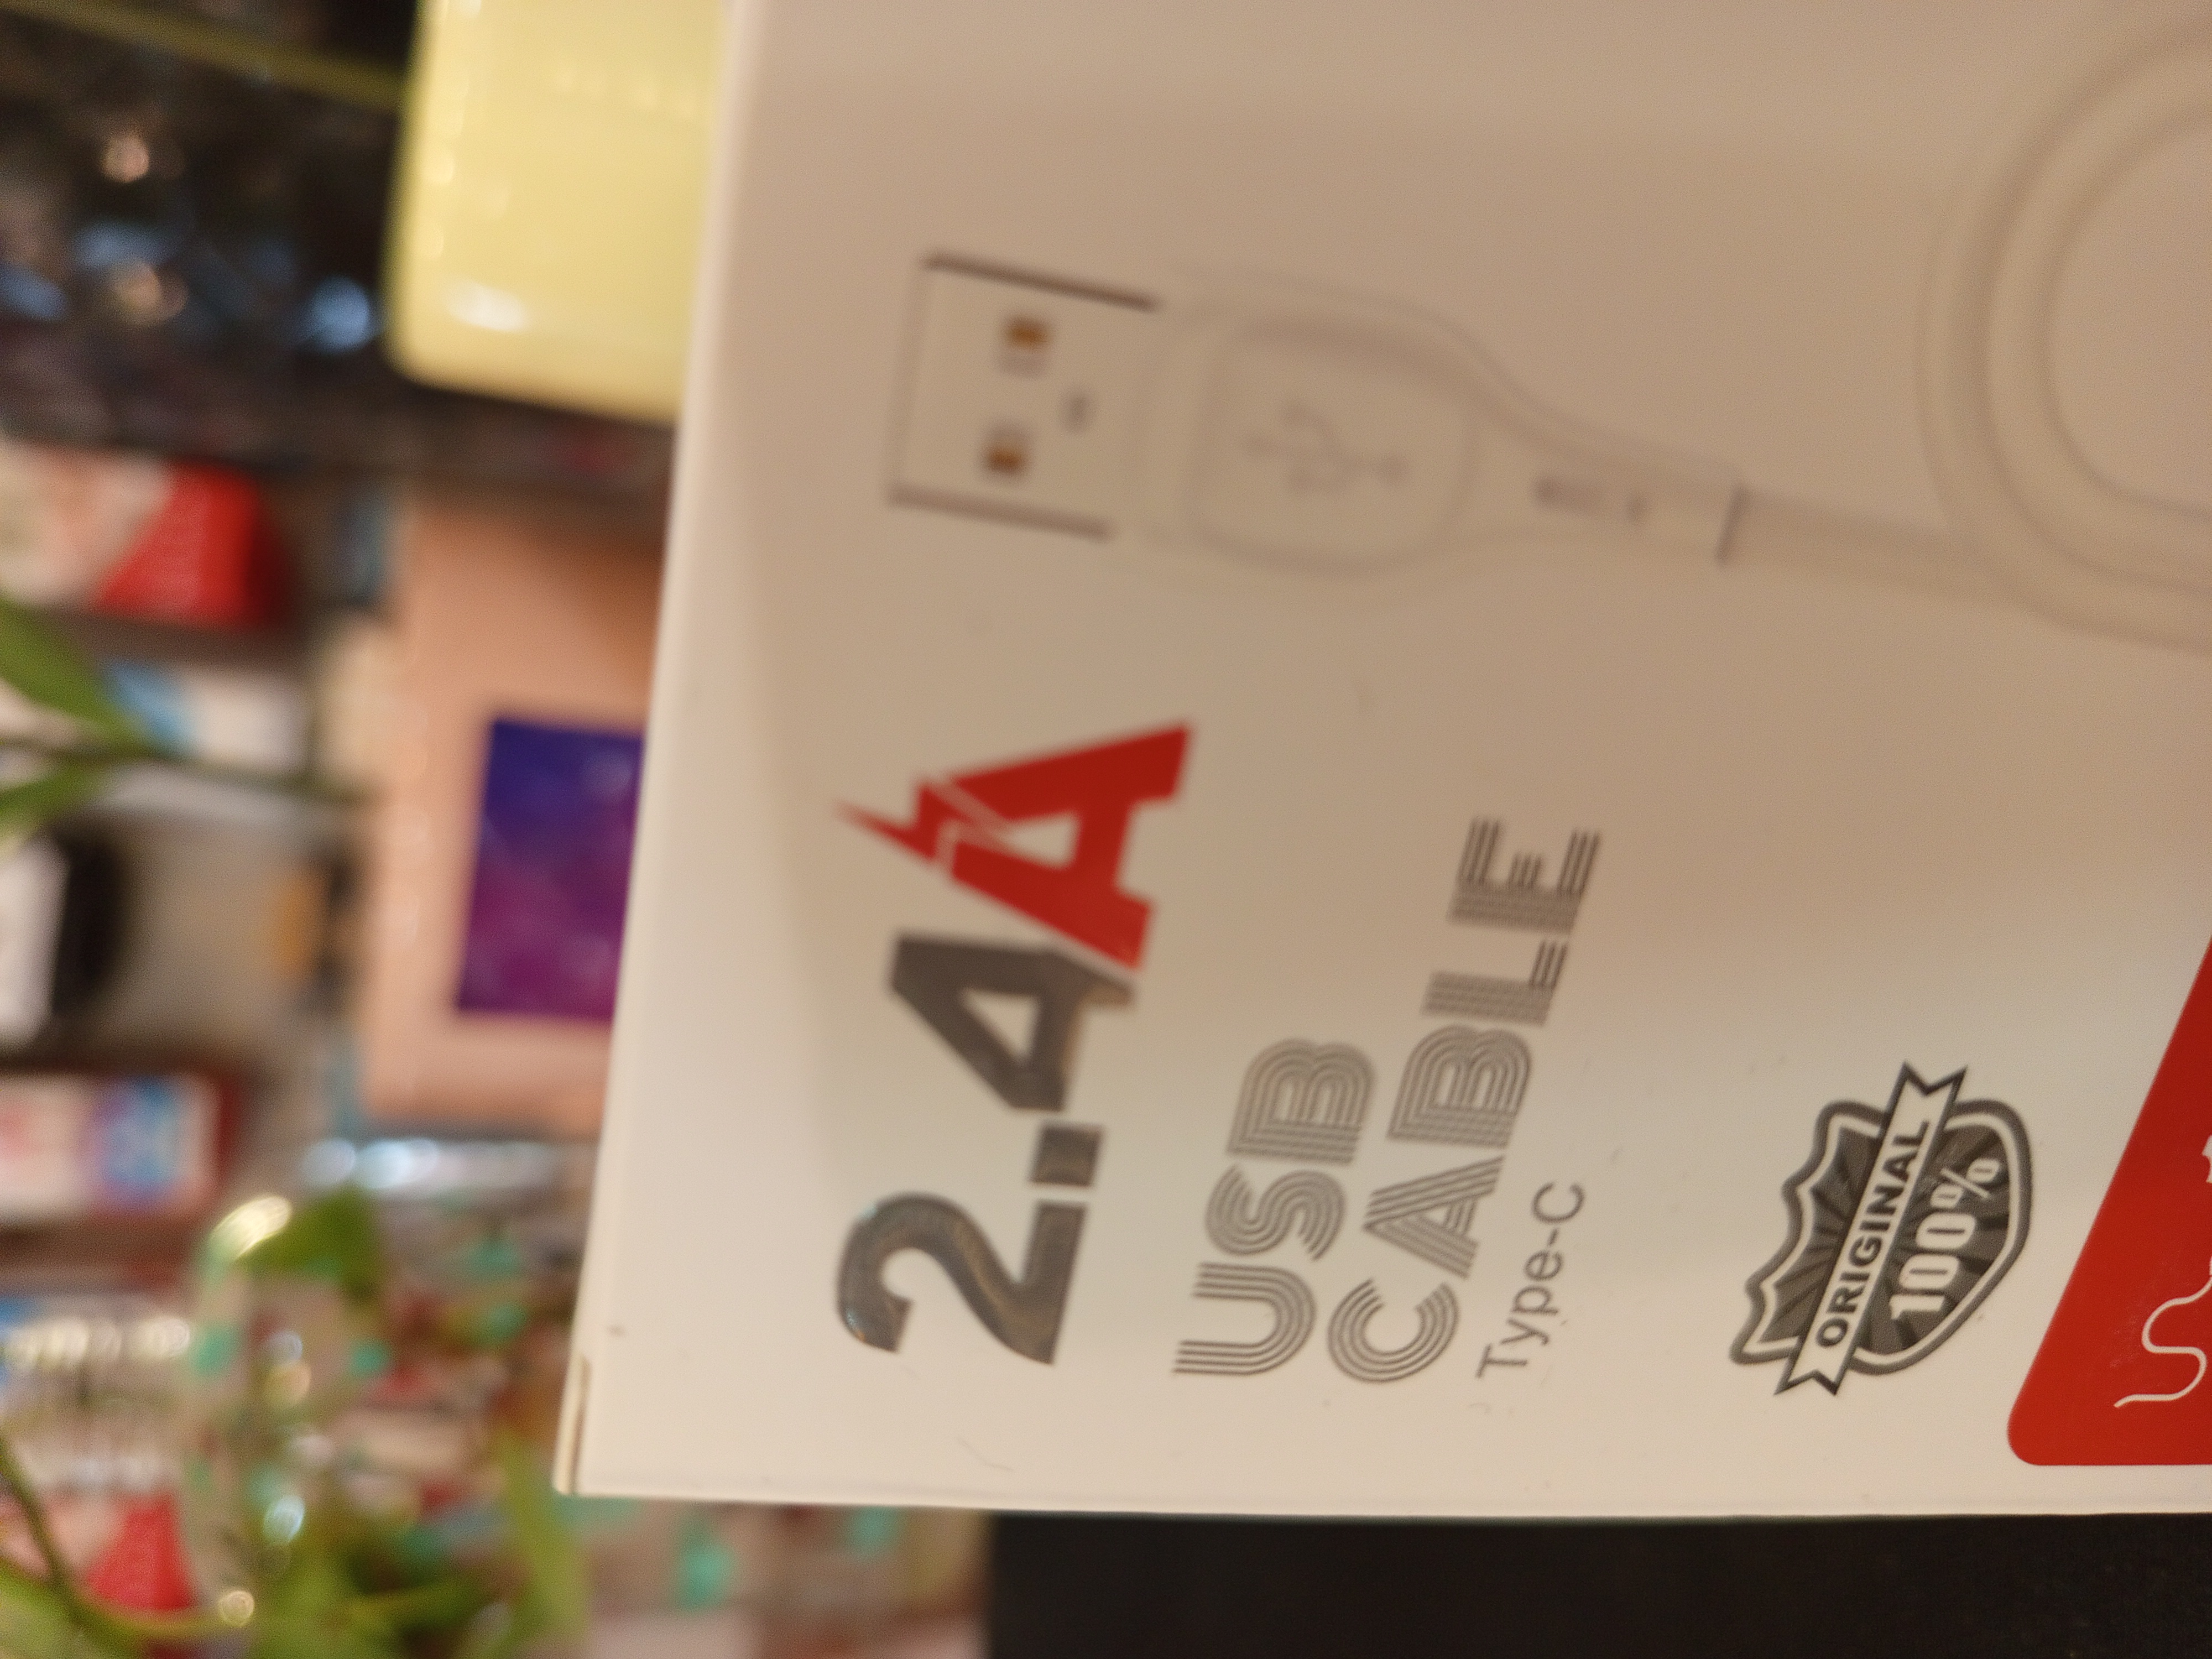 2.4A
USB
CABLE
Type-C
ORIGINAL
100%